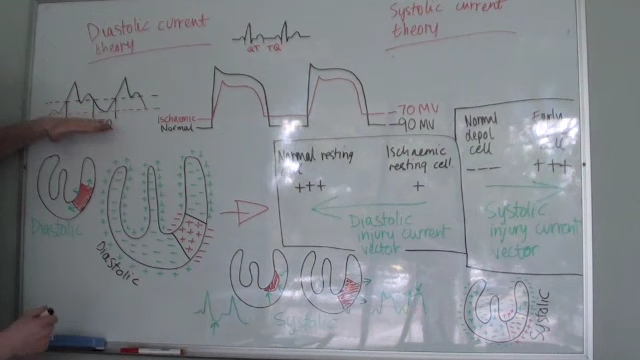 Diastolic current
theory
Systolic current
theory
QT TQ
Ischaemic
Normal
70 MV
90 MV
Normal resting
+++
Ischaemic
resting cell
+
Diastolic
injury current
vector
Normal
depol
cell
---
+++
Systolic
injury current
vector
Diastolic
Diastolic
Systolic
Systolic